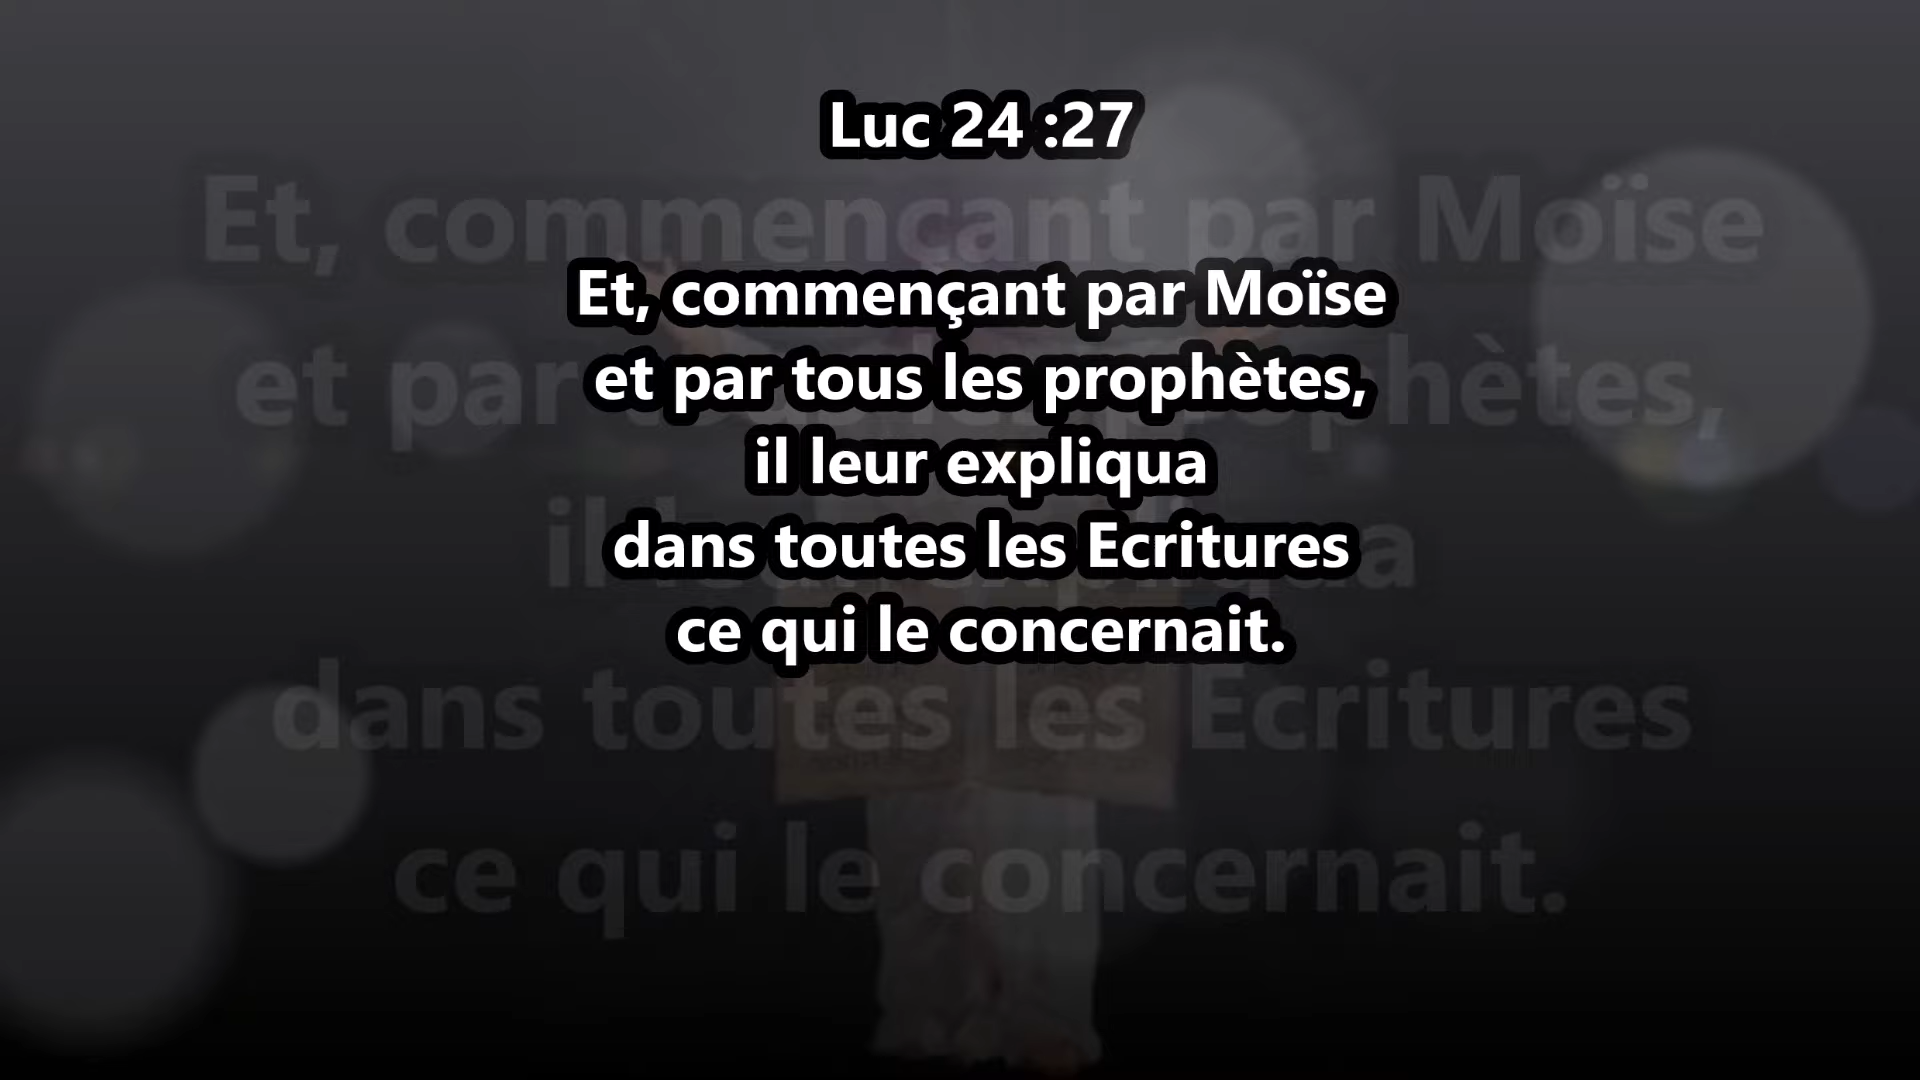 Luc 24 :27
Et, commençant par Moïse
et par tous les prophètes,
il leur expliqua
dans toutes les Ecritures
ce qui le concernait.